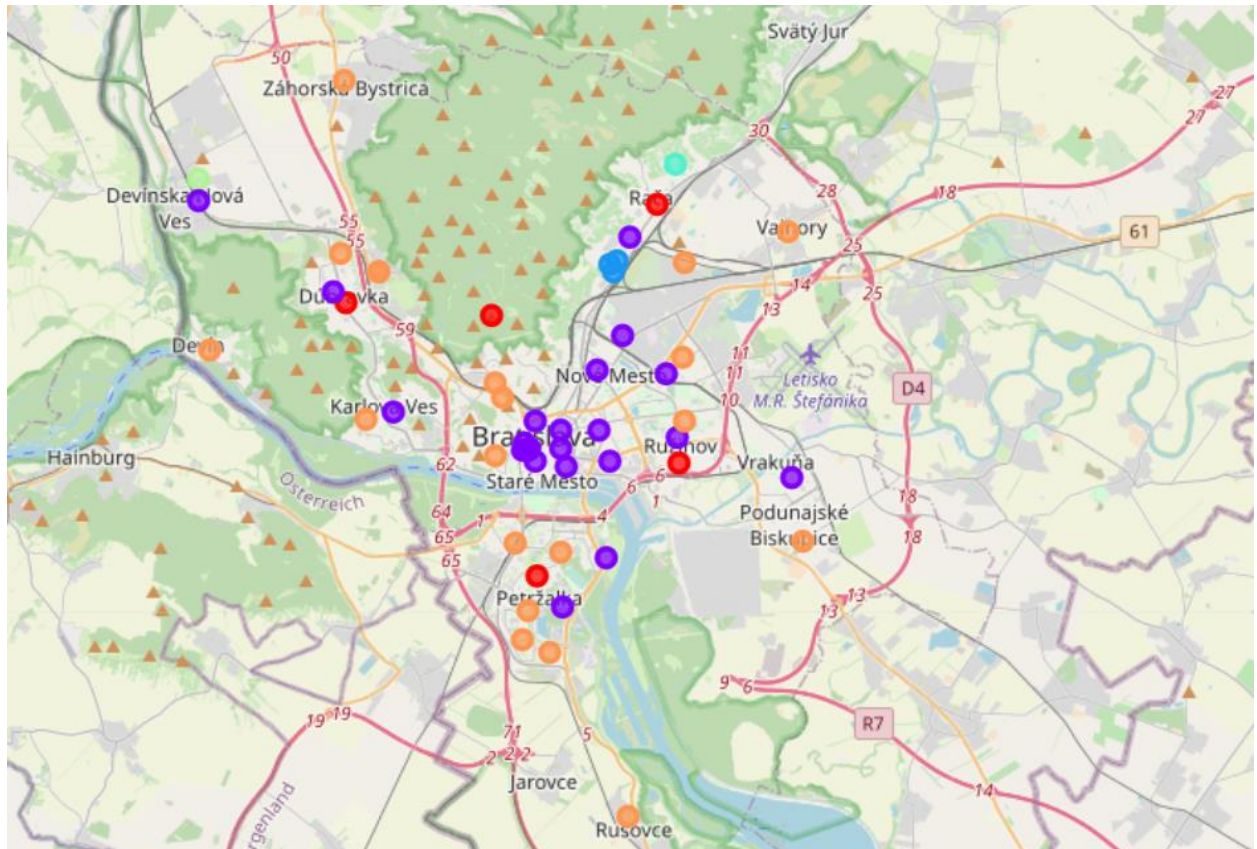 Svätý Jur
50
Záhorská Bystrica
27
27
30
28
18
Devínska Nová
Ves
Rača
Vajnory
61
25
55
55
14
25
13
Dúbravka
59
11
11
Devín
Nové Mesto
Letisko
M.R. Štefánika
D4
10
Karlova Ves
Bratislava
Ružinov
Hainburg
62
Vrakuňa
Österreich
Staré Mesto
6
6
1
18
64
1
4
Podunajské
Biskupice
18
65
65
Petržalka
13
13
9
6
19
19
R7
71
5
2
2
2
Jarovce
14
Rusovce
rgenland